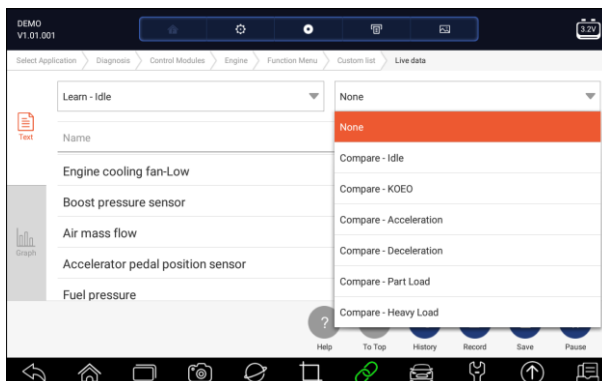 DEMO
V1.01.001
3.2V
Select Application Diagnosis Control Modules Engine Function Menu Custom list Live data
Learn - Idle
None
Text
Name
None
Engine cooling fan-Low
Compare - Idle
Boost pressure sensor
Compare - KOEO
Air mass flow
Compare - Acceleration
Graph
Accelerator pedal position sensor
Compare - Deceleration
Fuel pressure
Compare - Part Load
Compare - Heavy Load
?
Help To Top History Record Save Pause